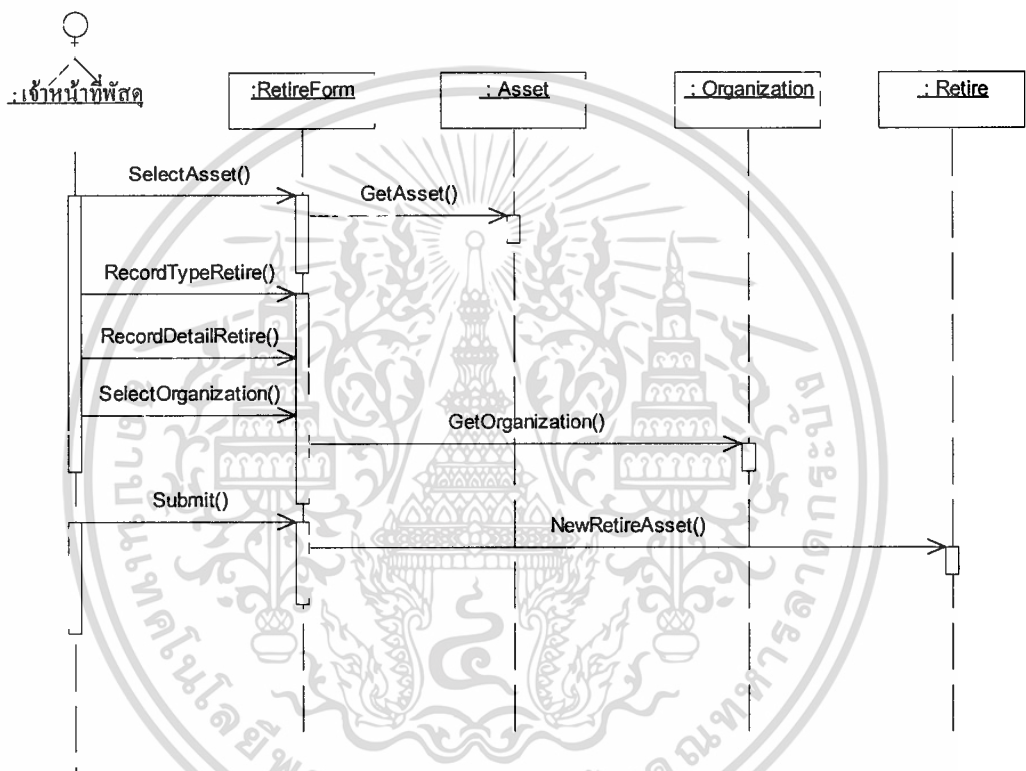 : เจ้าหน้าที่พัสดุ
:RetireForm
: Asset
: Organization
: Retire
SelectAsset()
GetAsset()
RecordTypeRetire()
RecordDetailRetire()
SelectOrganization()
GetOrganization()
Submit()
NewRetireAsset()